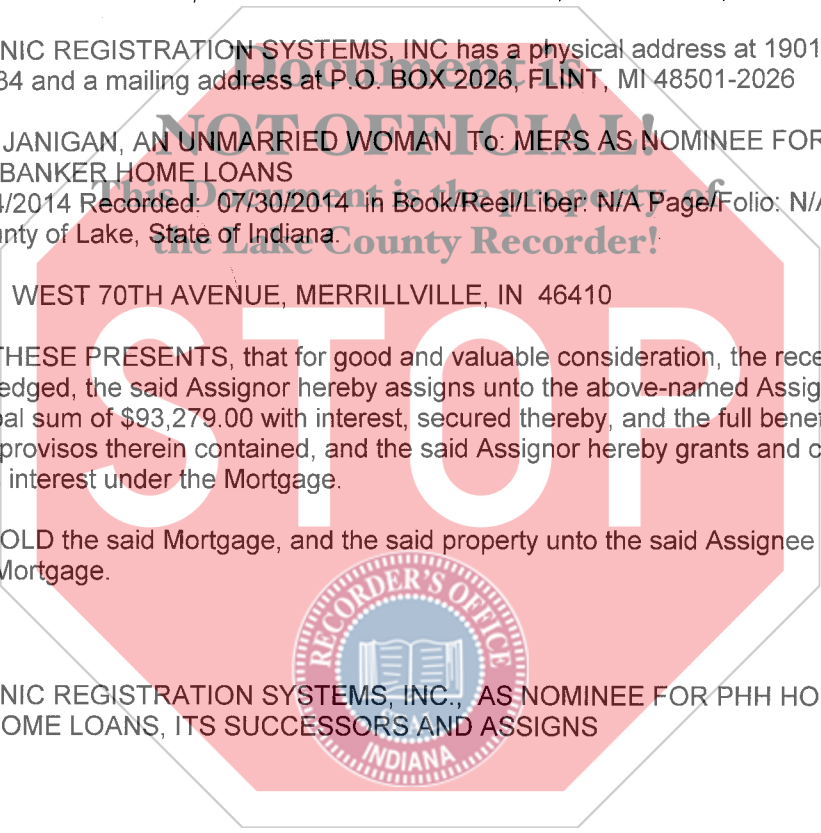 NIC REGISTRATION SYSTEMS, INC has a physical address at 1901
34 and a mailing address at P.O. BOX 2026, FLINT, MI 48501-2026
Document is
NOT OFFICIAL!
This Document is the property of
the Lake County Recorder!
JANIGAN, AN UNMARRIED WOMAN To: MERS AS NOMINEE FOR
BANKER HOME LOANS
4/2014 Recorded: 07/30/2014 in Book/Reel/Liber: N/A Page/Folio: N/A
nty of Lake, State of Indiana.
WEST 70TH AVENUE, MERRILLVILLE, IN 46410
THESE PRESENTS, that for good and valuable consideration, the rece
edged, the said Assignor hereby assigns unto the above-named Assig
pal sum of $93,279.00 with interest, secured thereby, and the full bene
provisos therein contained, and the said Assignor hereby grants and c
interest under the Mortgage.
STOP
OLD the said Mortgage, and the said property unto the said Assignee
Mortgage.
RECORDER'S OFFICE
NIC REGISTRATION SYSTEMS, INC., AS NOMINEE FOR PHH HO
OME LOANS, ITS SUCCESSORS AND ASSIGNS
INDIANA